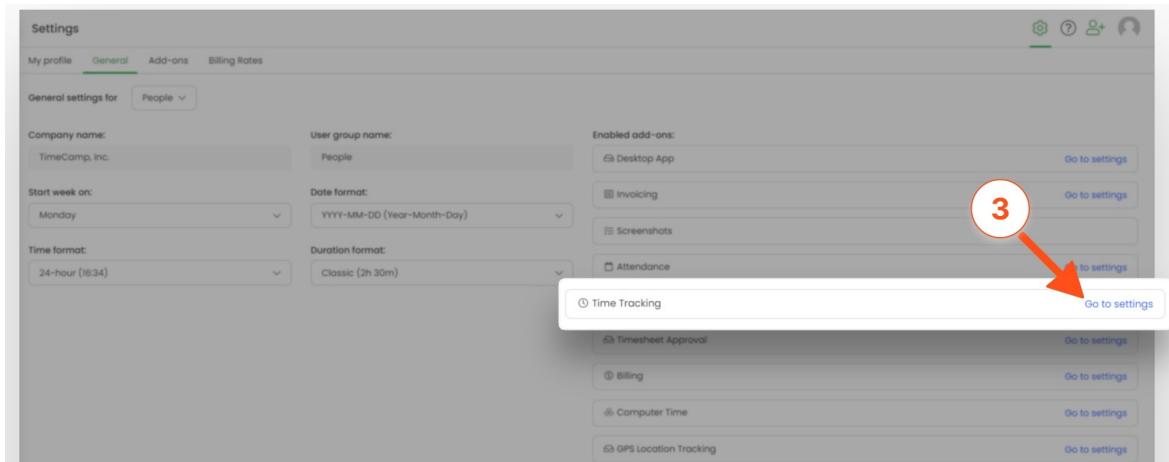 Settings
My profile General Add-ons Billing Rates
General settings for People
Company name:
TimeCamp, Inc.
User group name:
People
Start week on:
Monday
Date format:
YYYY-MM-DD (Year-Month-Day)
Time format:
24-hour (16:34)
Duration format:
Classic (2h 30m)
Enabled add-ons:
Desktop App Go to settings
Invoicing Go to settings
3
Screenshots
Attendance to settings
Time Tracking Go to settings
Timesheet Approval Go to settings
Billing Go to settings
Computer Time Go to settings
GPS Location Tracking Go to settings